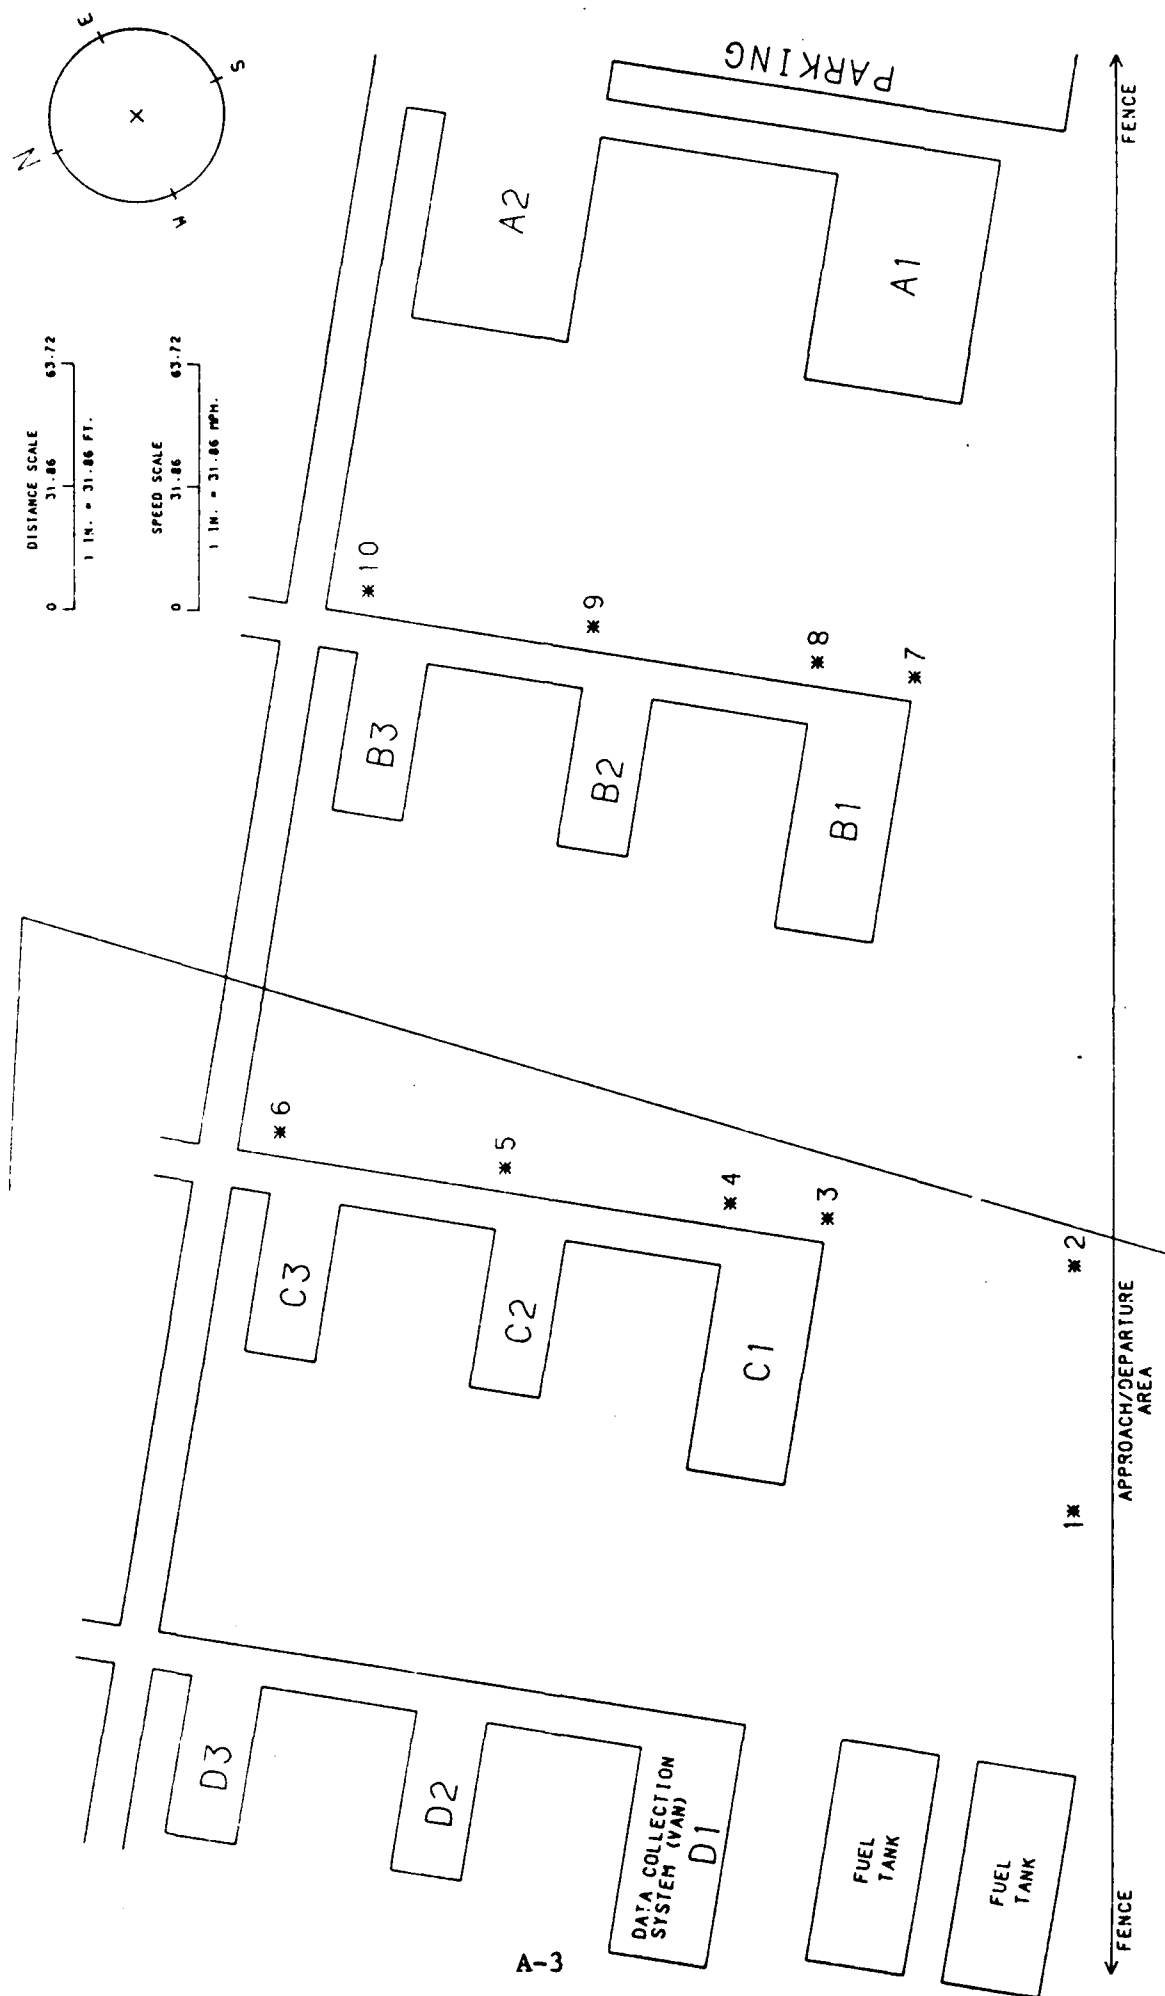 N
E
S
W
X
DISTANCE SCALE
0 31.86 63.72
1 IN. = 31.86 FT.
SPEED SCALE
0 31.86 63.72
1 IN. = 31.86 MPH.
PARKING
A2
A1
*10
*9
*8
*7
B3
B2
B1
*6
*5
*4
*3
*2
1*
C3
C2
C1
D3
D2
DATA COLLECTION
SYSTEM (VAN)
D1
FUEL
TANK
FUEL
TANK
FENCE
APPROACH/DEPARTURE
AREA
FENCE
A-3